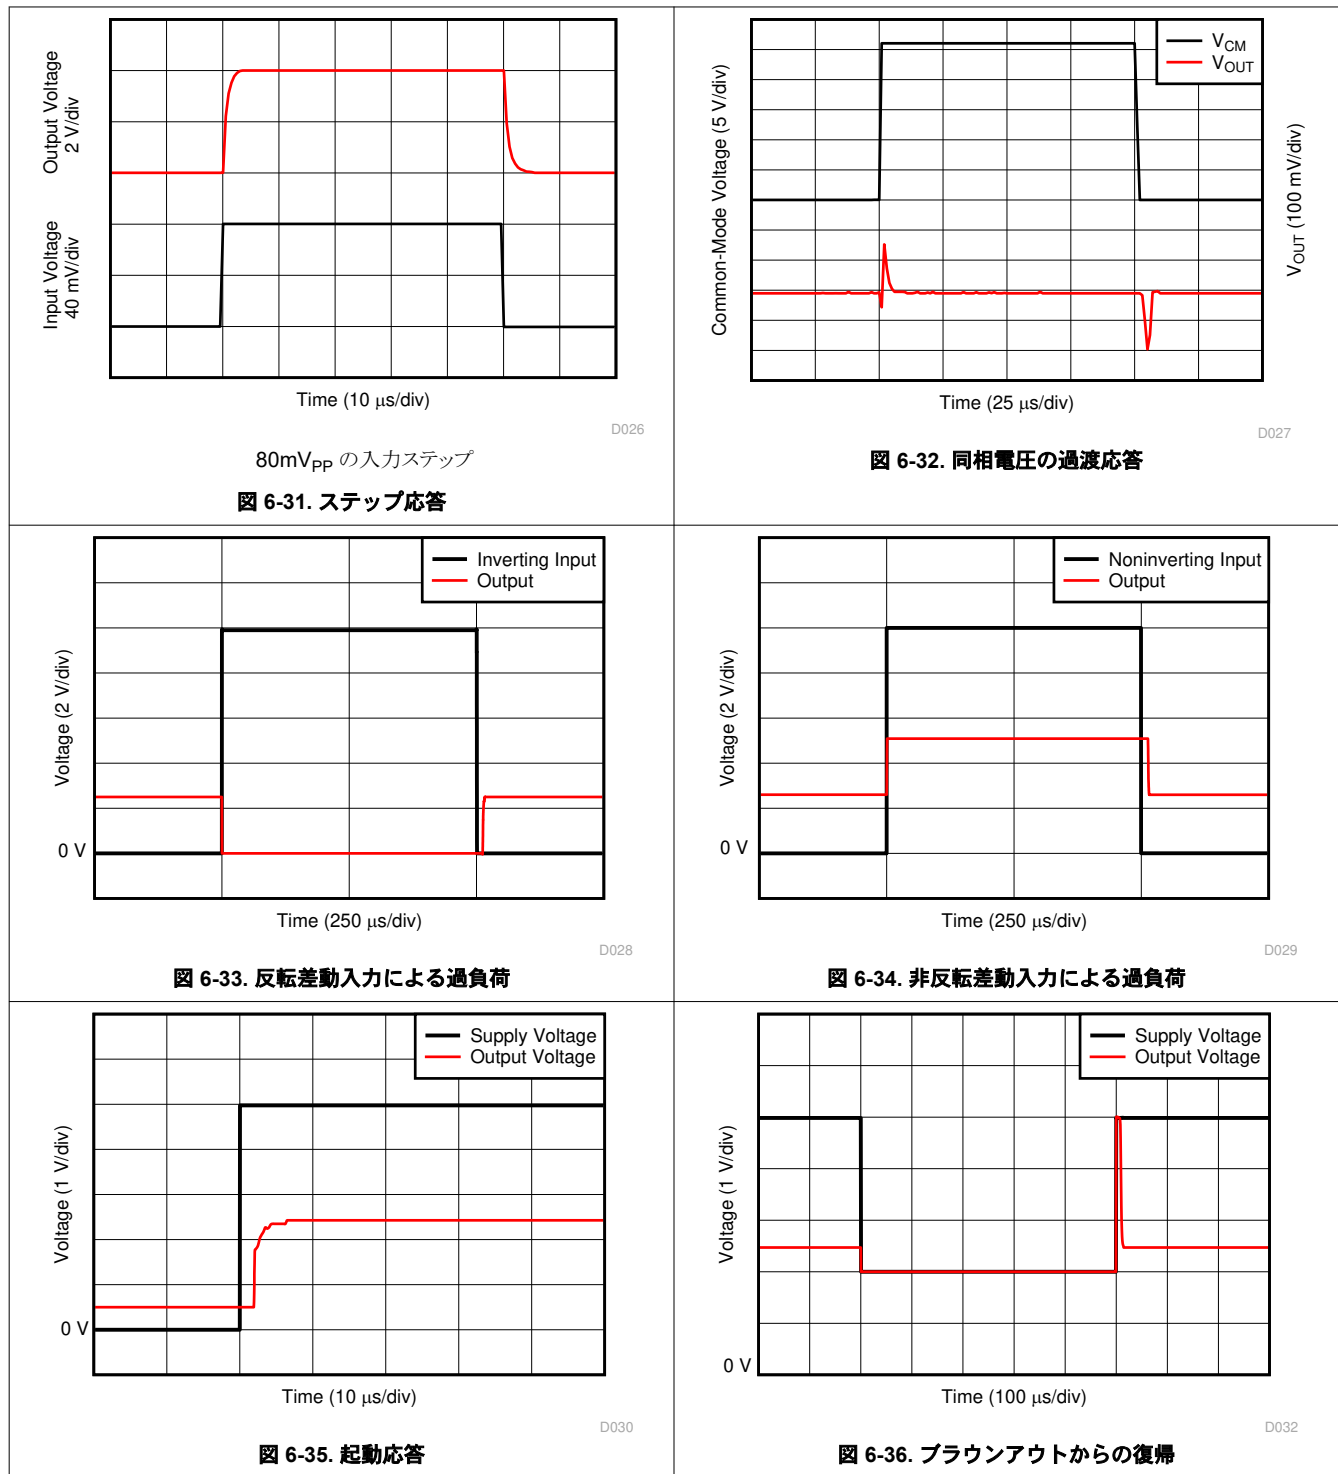 Output Voltage
2 V/div
Input Voltage
40 mV/div
Time (10 µs/div)
D026
80mVPP の入力ステップ
図 6-31. ステップ応答
VCM
VOUT
Common-Mode Voltage (5 V/div)
VOUT (100 mV/div)
Time (25 µs/div)
D027
図 6-32. 同相電圧の過渡応答
Inverting Input
Output
Voltage (2 V/div)
0 V
Time (250 µs/div)
D028
図 6-33. 反転差動入力による過負荷
Noninverting Input
Output
Voltage (2 V/div)
0 V
Time (250 µs/div)
D029
図 6-34. 非反転差動入力による過負荷
Supply Voltage
Output Voltage
Voltage (1 V/div)
0 V
Time (10 µs/div)
D030
図 6-35. 起動応答
Supply Voltage
Output Voltage
Voltage (1 V/div)
0 V
Time (100 µs/div)
D032
図 6-36. ブラウンアウトからの復帰